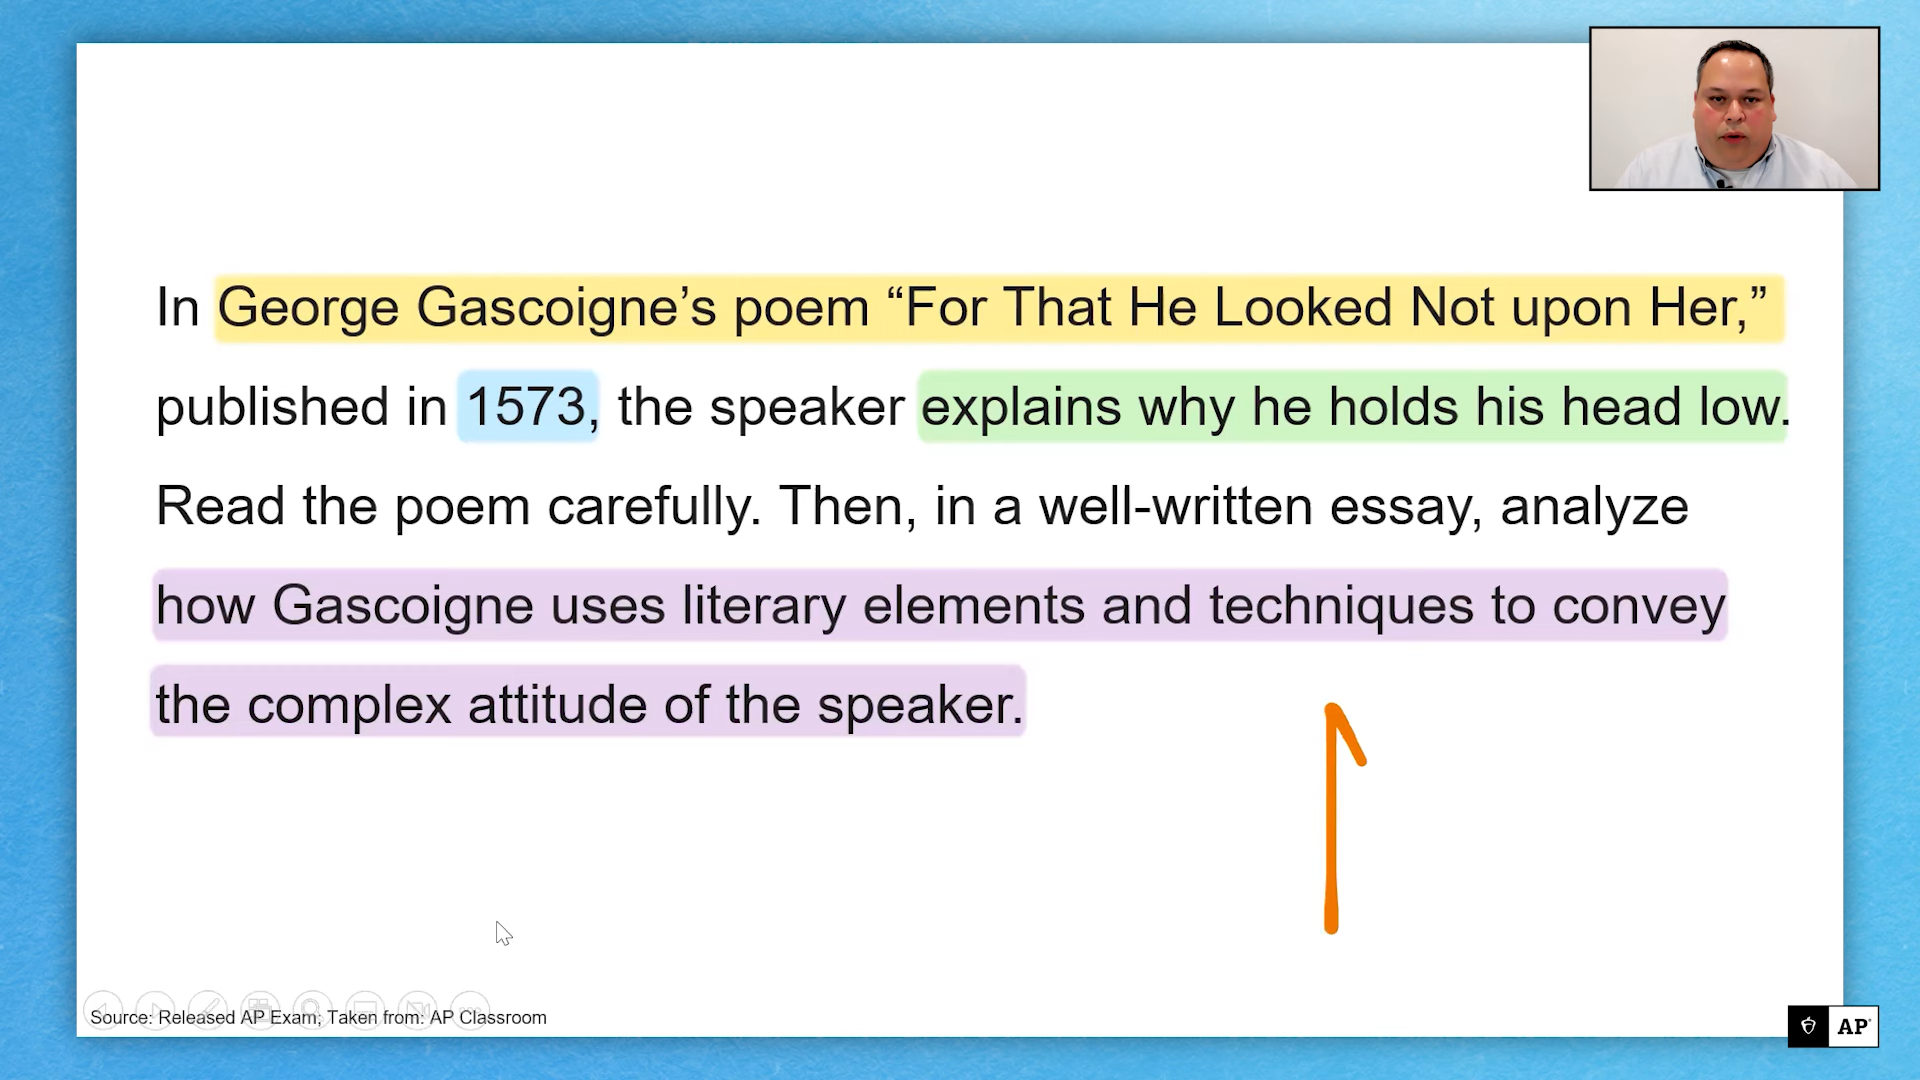 In George Gascoigne’s poem “For That He Looked Not upon Her,”
published in 1573, the speaker explains why he holds his head low.
Read the poem carefully. Then, in a well-written essay, analyze
how Gascoigne uses literary elements and techniques to convey
the complex attitude of the speaker.
Source: Released AP Exam; Taken from: AP Classroom
AP